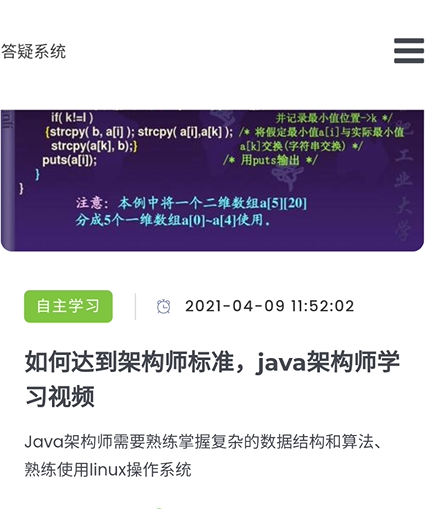 答疑系统
if( k!=I )
并记录最小值位置->k */
{strcpy( b, a[i] ); strcpy( a[i],a[k] ); /* 将假定最小值a[i]与实际最小值
strcpy(a[k], b);} a[k]交换(字符串交换) */
puts(a[i]); /* 用puts输出 */
}
}
注意：本例中将一个二维数组a[5][20]
分成5个一维数组a[0]~a[4]使用。
肥工业大学
自主学习
2021-04-09 11:52:02
如何达到架构师标准，java架构师学
习视频
Java架构师需要熟练掌握复杂的数据结构和算法、
熟练使用linux操作系统